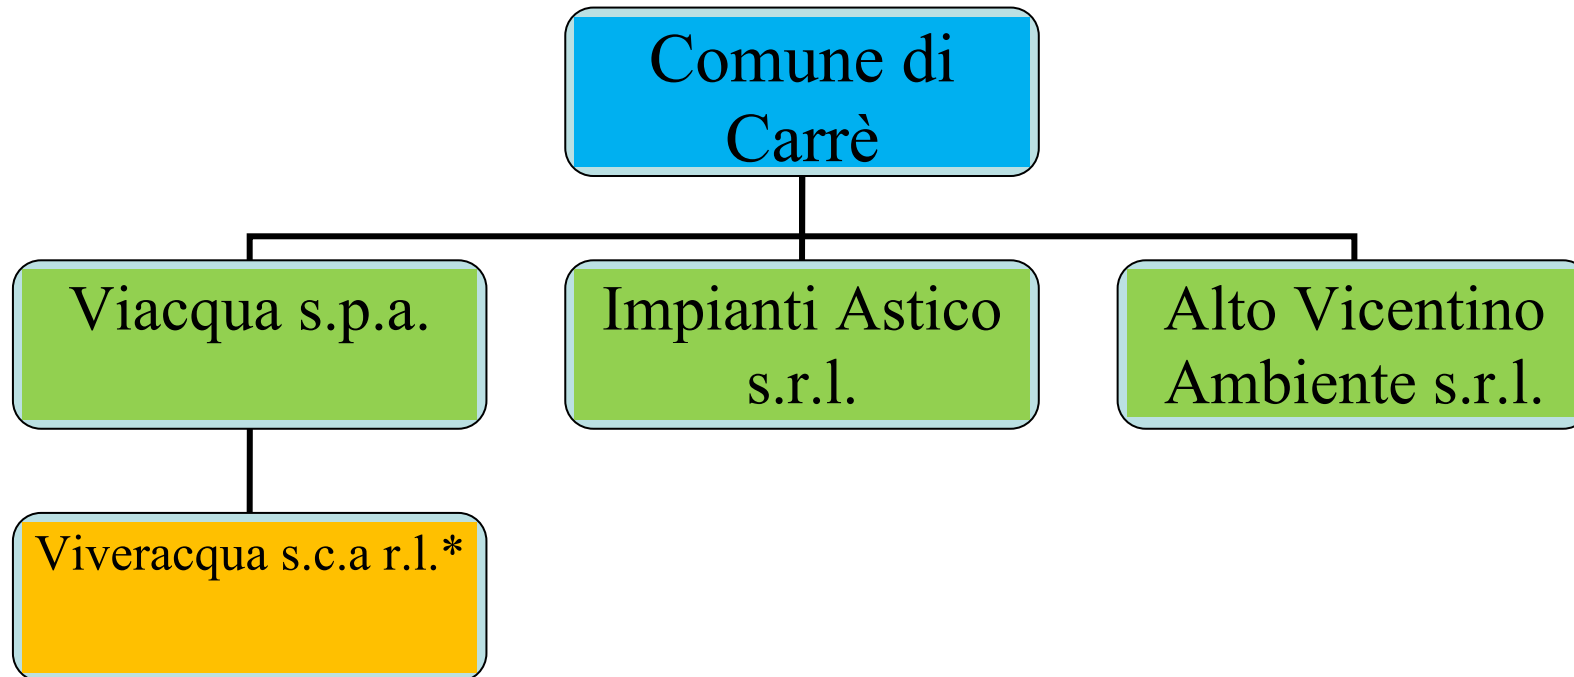 Comune di
Carrè
Viacqua s.p.a.
Impianti Astico
s.r.l.
Alto Vicentino
Ambiente s.r.l.
Viveracqua s.c.a r.l.*